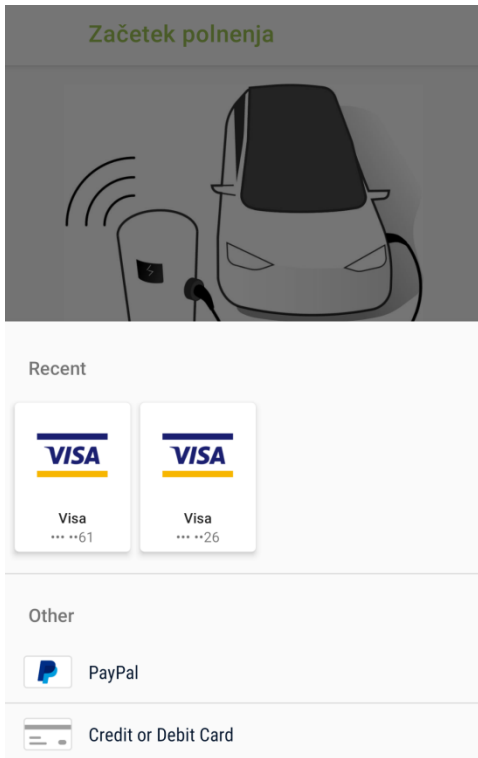 Začetek polnenja
Recent
VISA VISA
Visa Visa
••• ••61 ••• ••26
Other
PayPal
Credit or Debit Card